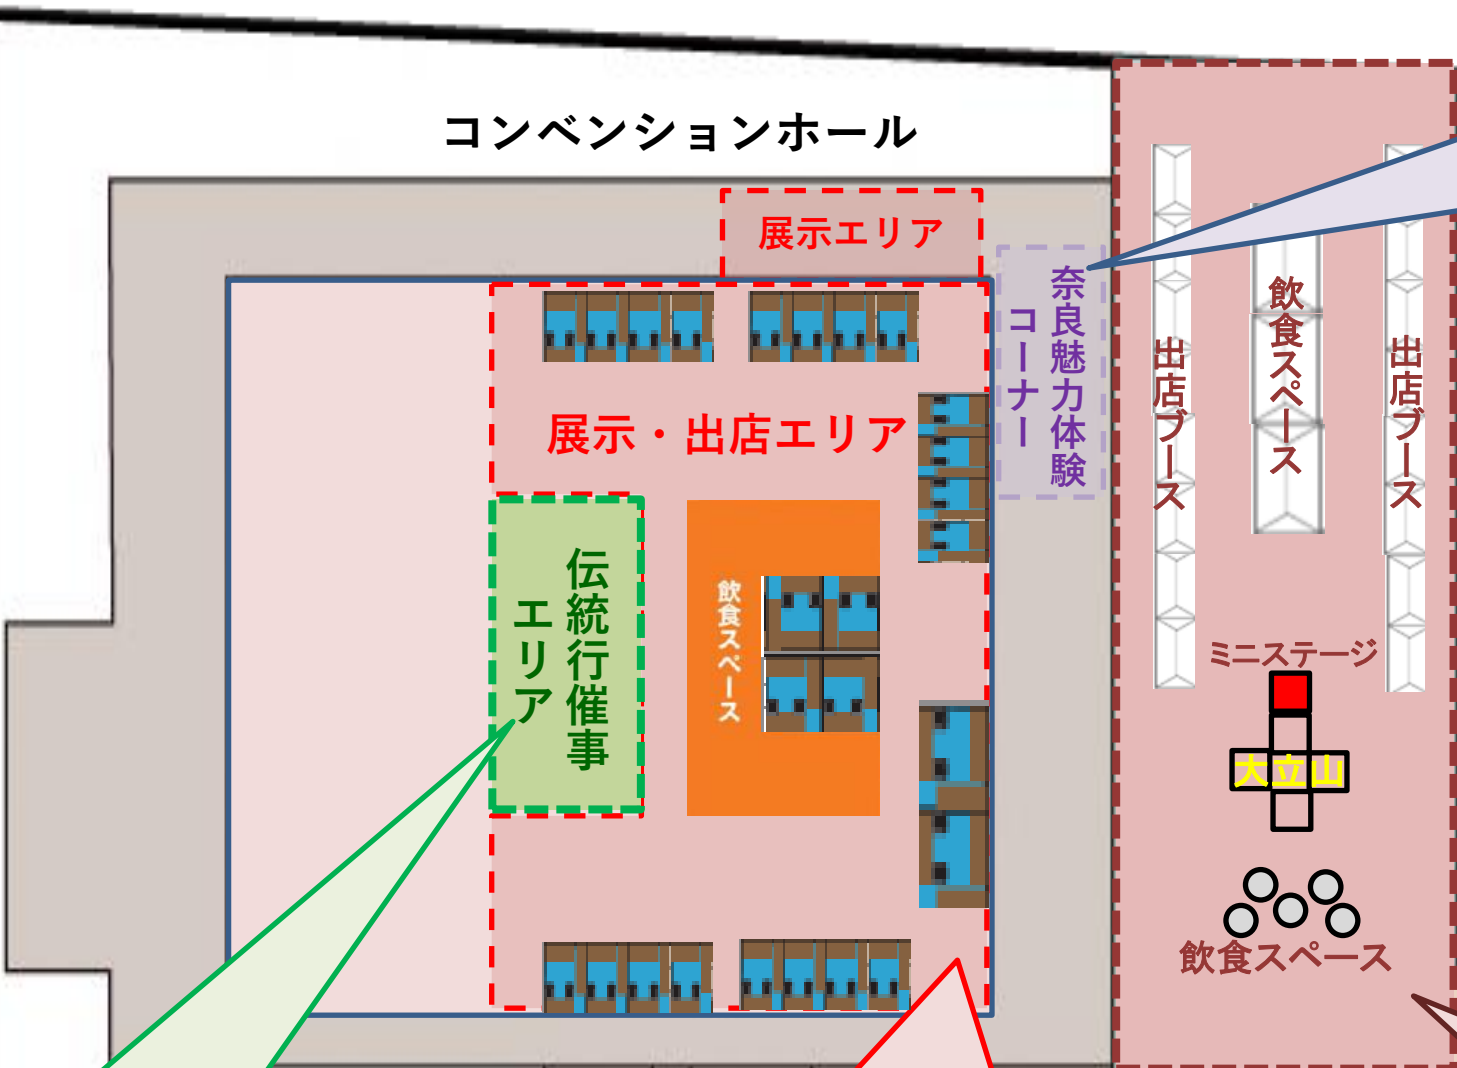 コンベンションホール
展示エリア
奈良魅力体験
コーナー
展示・出店エリア
伝統行催事
エリア
飲食スペース
出店ブース
飲食スペース
出店ブース
ミニステージ
大立山
飲食スペース